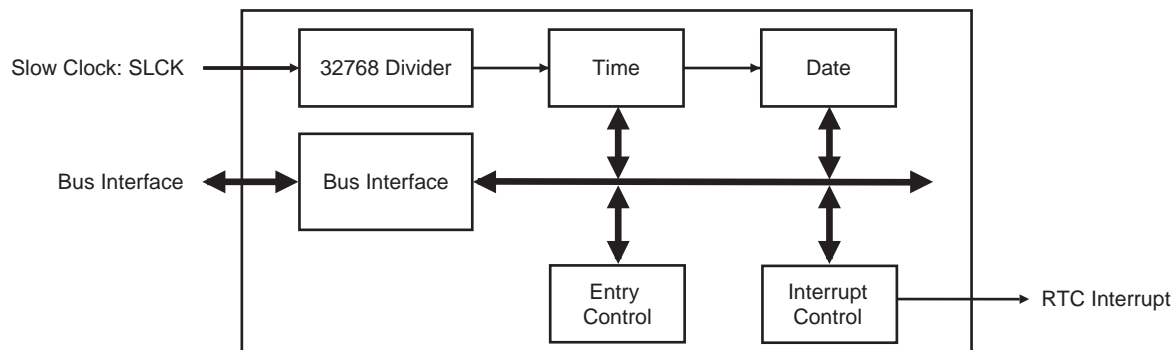 Slow Clock: SLCK
32768 Divider
Time
Date
Bus Interface
Bus Interface
Entry
Control
Interrupt
Control
RTC Interrupt